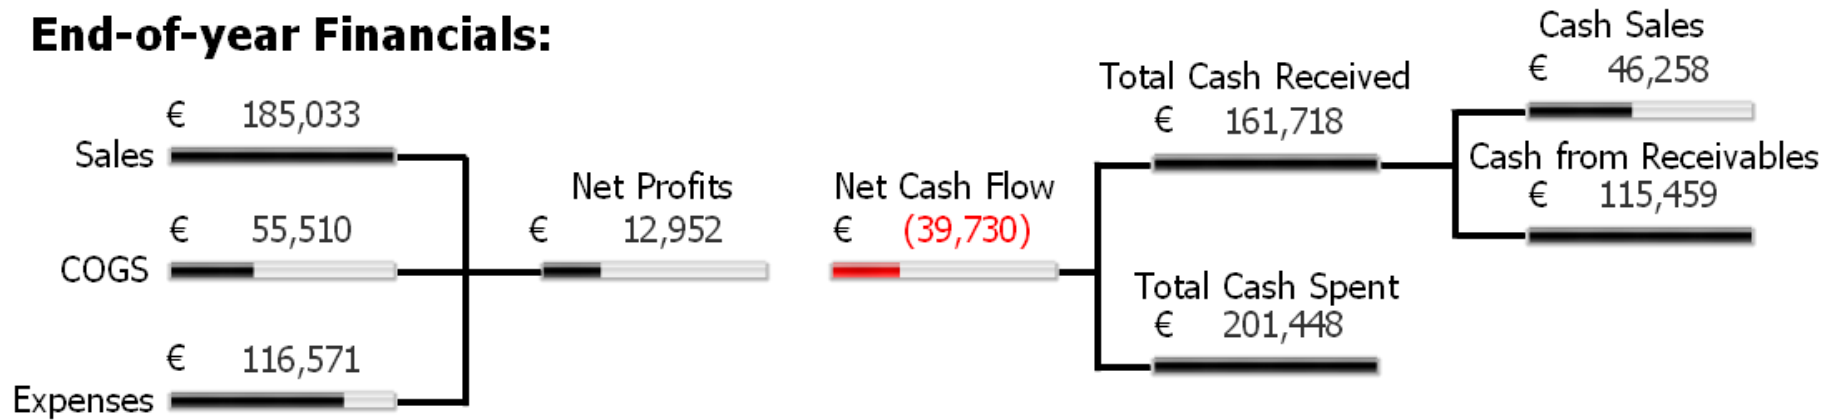 End-of-year Financials:
€ 185,033
Sales
€ 55,510
COGS
€ 116,571
Expenses
Net Profits
€ 12,952
Net Cash Flow
€ (39,730)
Total Cash Received
€ 161,718
Total Cash Spent
€ 201,448
Cash Sales
€ 46,258
Cash from Receivables
€ 115,459